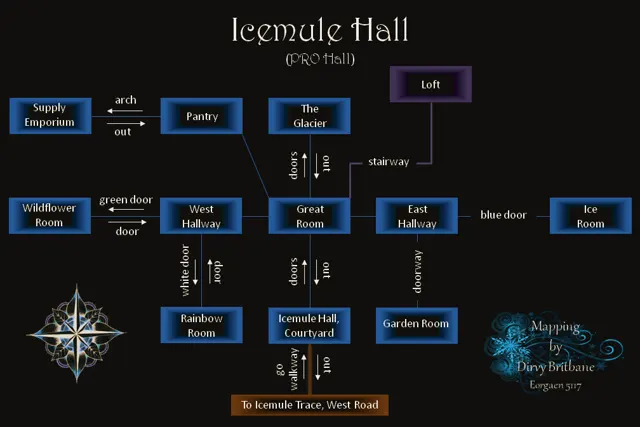 Icemule Hall
(PRO Hall)
Loft
arch
Supply
Emporium
Pantry
The
Glacier
out
doors
out
stairway
green door
Wildflower
Room
West
Hallway
Great
Room
East
Hallway
blue door
Ice
Room
door
white door
door
doors
out
doorway
Rainbow
Room
Icemule Hall,
Courtyard
Garden Room
Mapping
by
Dirvy Britbane
Eorgaen 5117
go
walkway
out
To Icemule Trace, West Road